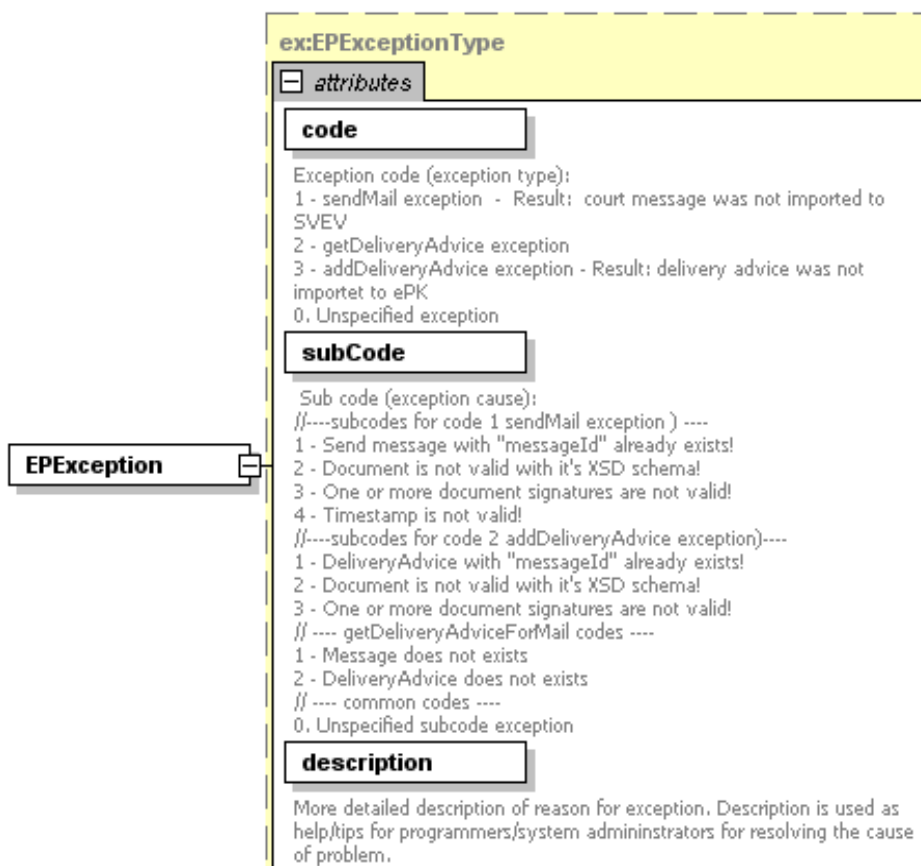 ex:EPExceptionType
attributes
code
Exception code (exception type):
1 - sendMail exception - Result: court message was not imported to
SVEV
2 - getDeliveryAdvice exception
3 - addDeliveryAdvice exception - Result: delivery advice was not
importet to ePK
0. Unspecified exception
subCode
Sub code (exception cause):
//----subcodes for code 1 sendMail exception ) ----
1 - Send message with "messageId" already exists!
2 - Document is not valid with it's XSD schema!
3 - One or more document signatures are not valid!
4 - Timestamp is not valid!
//----subcodes for code 2 addDeliveryAdvice exception)----
1 - DeliveryAdvice with "messageId" already exists!
2 - Document is not valid with it's XSD schema!
3 - One or more document signatures are not valid!
// ---- getDeliveryAdviceForMail codes ----
1 - Message does not exists
2 - DeliveryAdvice does not exists
// ---- common codes ----
0. Unspecified subcode exception
EPException
description
More detailed description of reason for exception. Description is used as
help/tips for programmers/system admininstrators for resolving the cause
of problem.